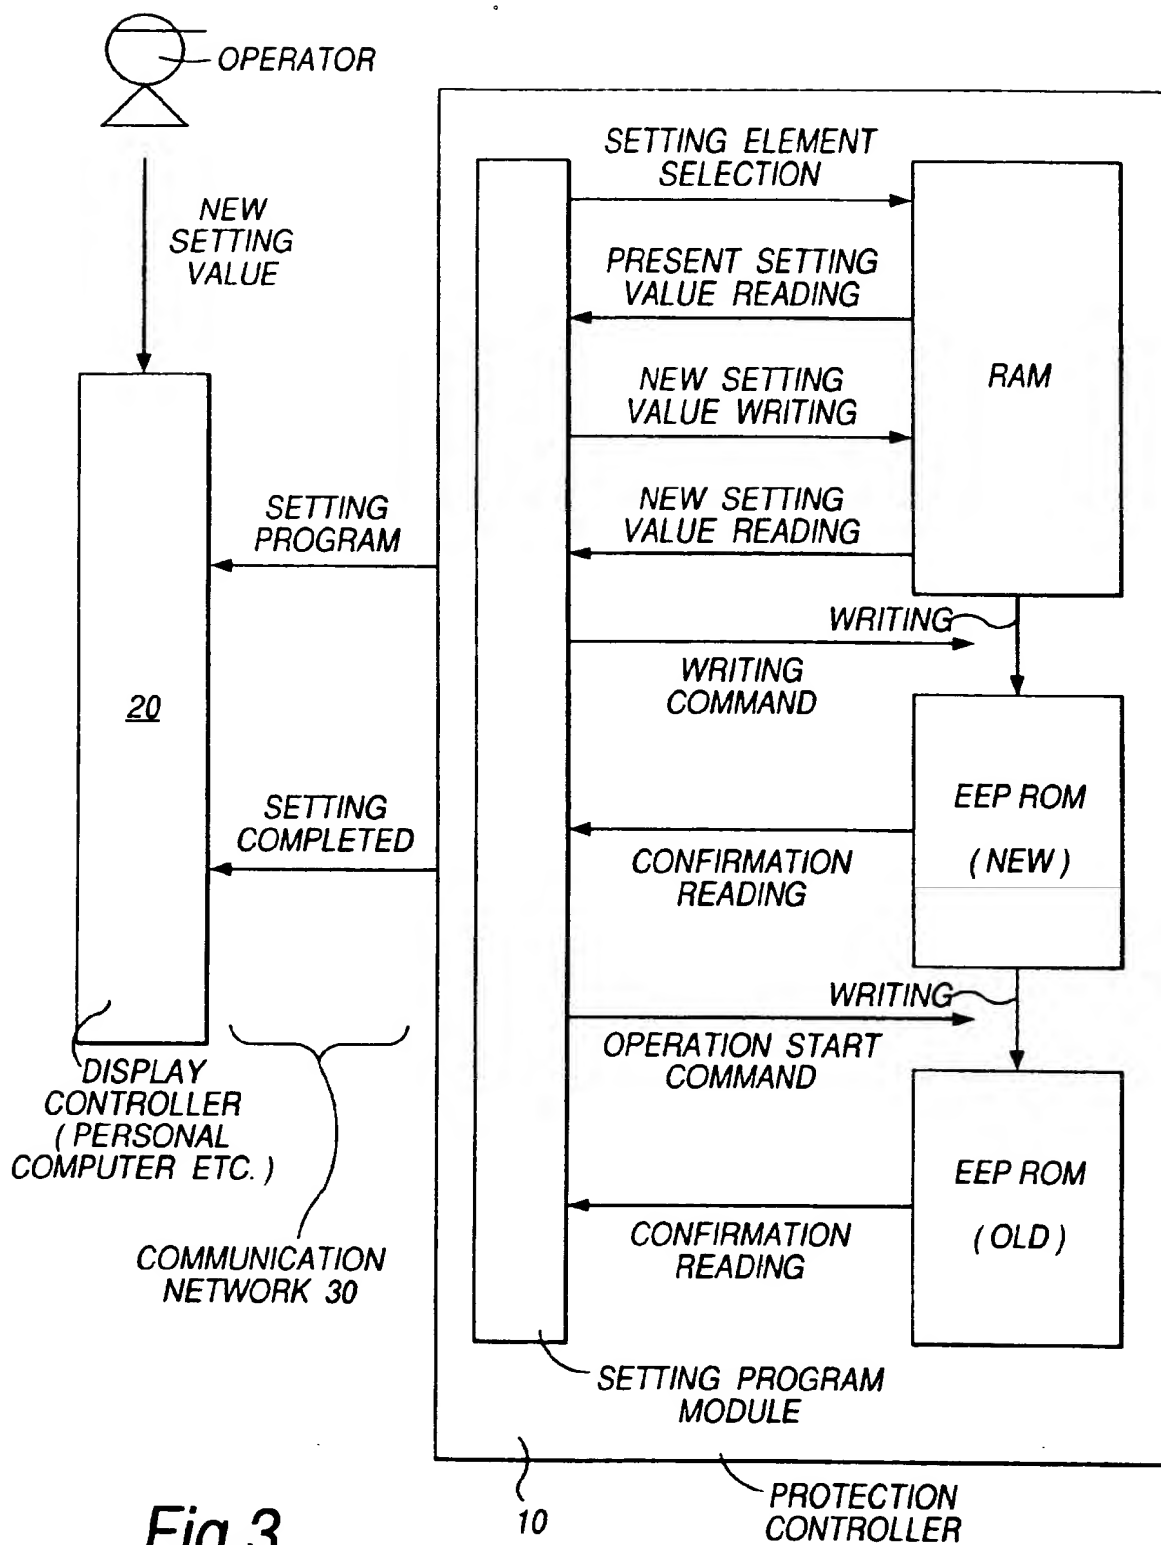 OPERATOR
NEW
SETTING
VALUE
SETTING ELEMENT
SELECTION
PRESENT SETTING
VALUE READING
RAM
NEW SETTING
VALUE WRITING
SETTING
PROGRAM
NEW SETTING
VALUE READING
WRITING
WRITING
COMMAND
20
EEP ROM
(NEW)
SETTING
COMPLETED
CONFIRMATION
READING
WRITING
OPERATION START
COMMAND
DISPLAY
CONTROLLER
(PERSONAL
COMPUTER ETC.)
EEP ROM
(OLD)
CONFIRMATION
READING
COMMUNICATION
NETWORK 30
SETTING PROGRAM
MODULE
10
PROTECTION
CONTROLLER
Fig.3